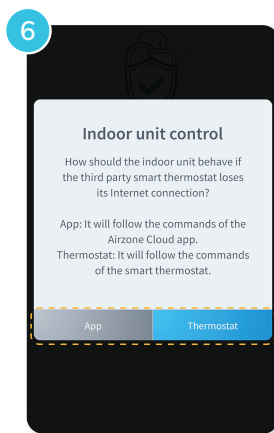 6
Indoor unit control
How should the indoor unit behave if
the third party smart thermostat loses
its Internet connection?
App: It will follow the commands of the
Airzone Cloud app.
Thermostat: It will follow the commands
of the smart thermostat.
App Thermostat